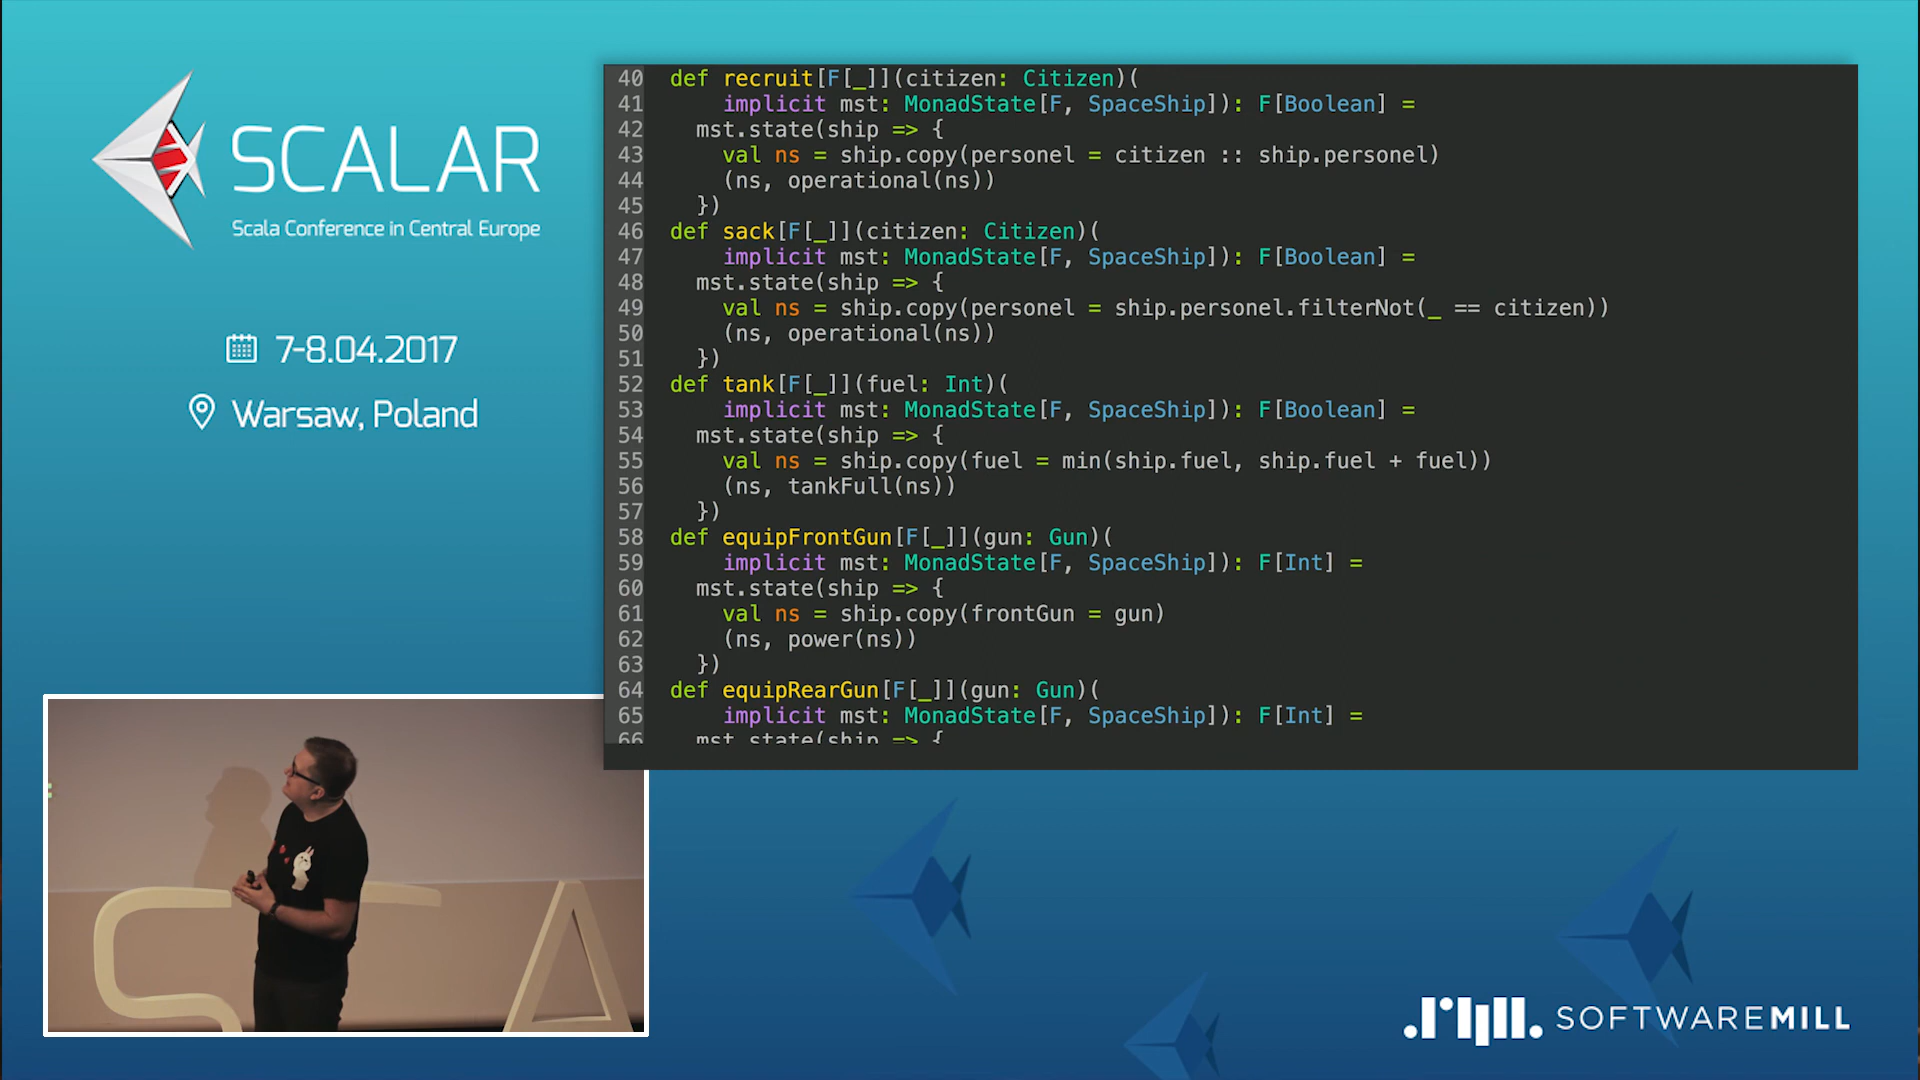 SCALAR
Scala Conference in Central Europe
7-8.04.2017
Warsaw, Poland
40 def recruit[F[_]](citizen: Citizen)(
41 implicit mst: MonadState[F, SpaceShip]): F[Boolean] =
42 mst.state(ship => {
43 val ns = ship.copy(personel = citizen :: ship.personel)
44 (ns, operational(ns))
45 })
46 def sack[F[_]](citizen: Citizen)(
47 implicit mst: MonadState[F, SpaceShip]): F[Boolean] =
48 mst.state(ship => {
49 val ns = ship.copy(personel = ship.personel.filterNot(_ == citizen))
50 (ns, operational(ns))
51 })
52 def tank[F[_]](fuel: Int)(
53 implicit mst: MonadState[F, SpaceShip]): F[Boolean] =
54 mst.state(ship => {
55 val ns = ship.copy(fuel = min(ship.fuel, ship.fuel + fuel))
56 (ns, tankFull(ns))
57 })
58 def equipFrontGun[F[_]](gun: Gun)(
59 implicit mst: MonadState[F, SpaceShip]): F[Int] =
60 mst.state(ship => {
61 val ns = ship.copy(frontGun = gun)
62 (ns, power(ns))
63 })
64 def equipRearGun[F[_]](gun: Gun)(
65 implicit mst: MonadState[F, SpaceShip]): F[Int] =
66 mst.state(ship => {
S A
SOFTWAREMILL